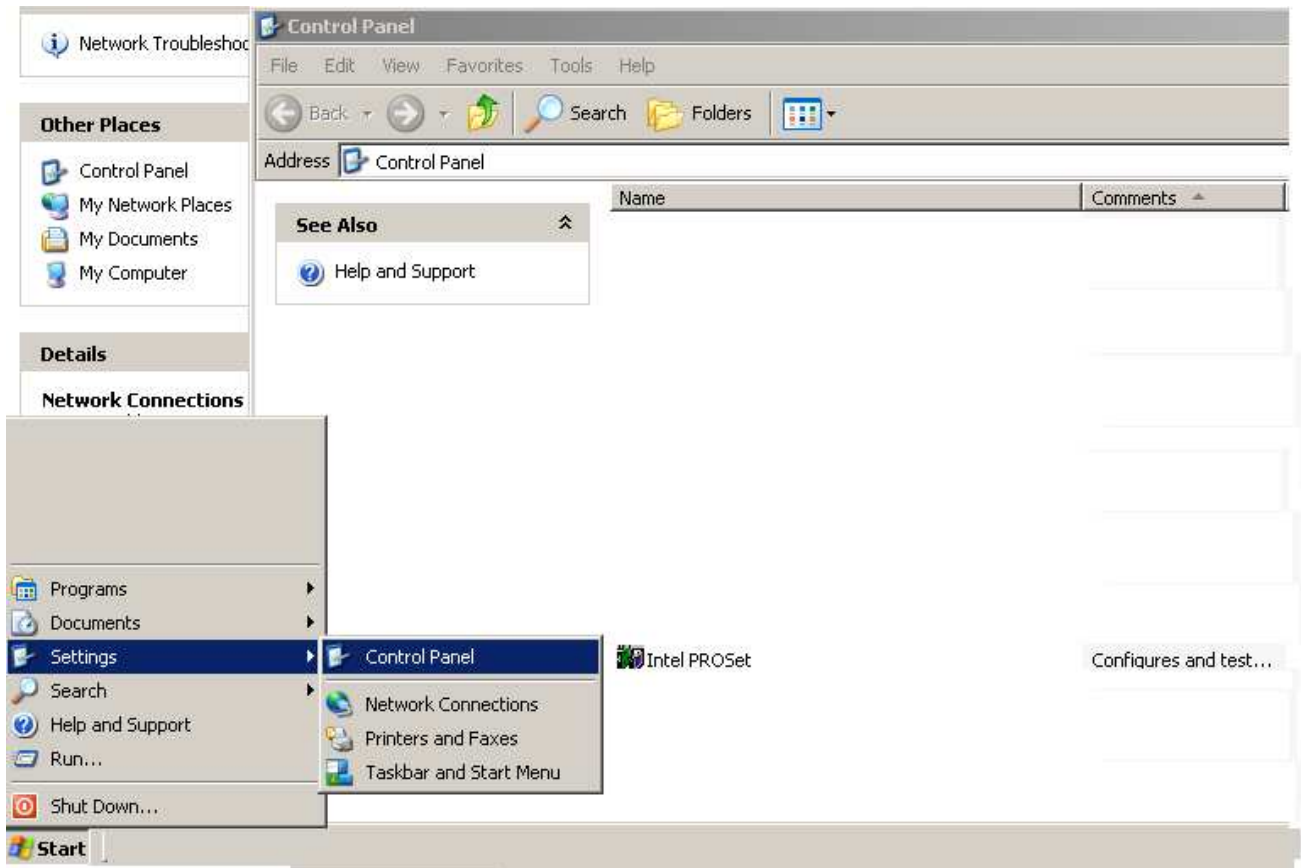 Network Troubleshoo
Other Places
Control Panel
My Network Places
My Documents
My Computer
Details
Network Connections
Control Panel
File Edit View Favorites Tools Help
Back Search Folders
Address Control Panel
Name Comments
See Also
Help and Support
Intel PROSet Configures and test...
Programs
Documents
Settings
Search
Help and Support
Run...
Shut Down...
Control Panel
Network Connections
Printers and Faxes
Taskbar and Start Menu
Start